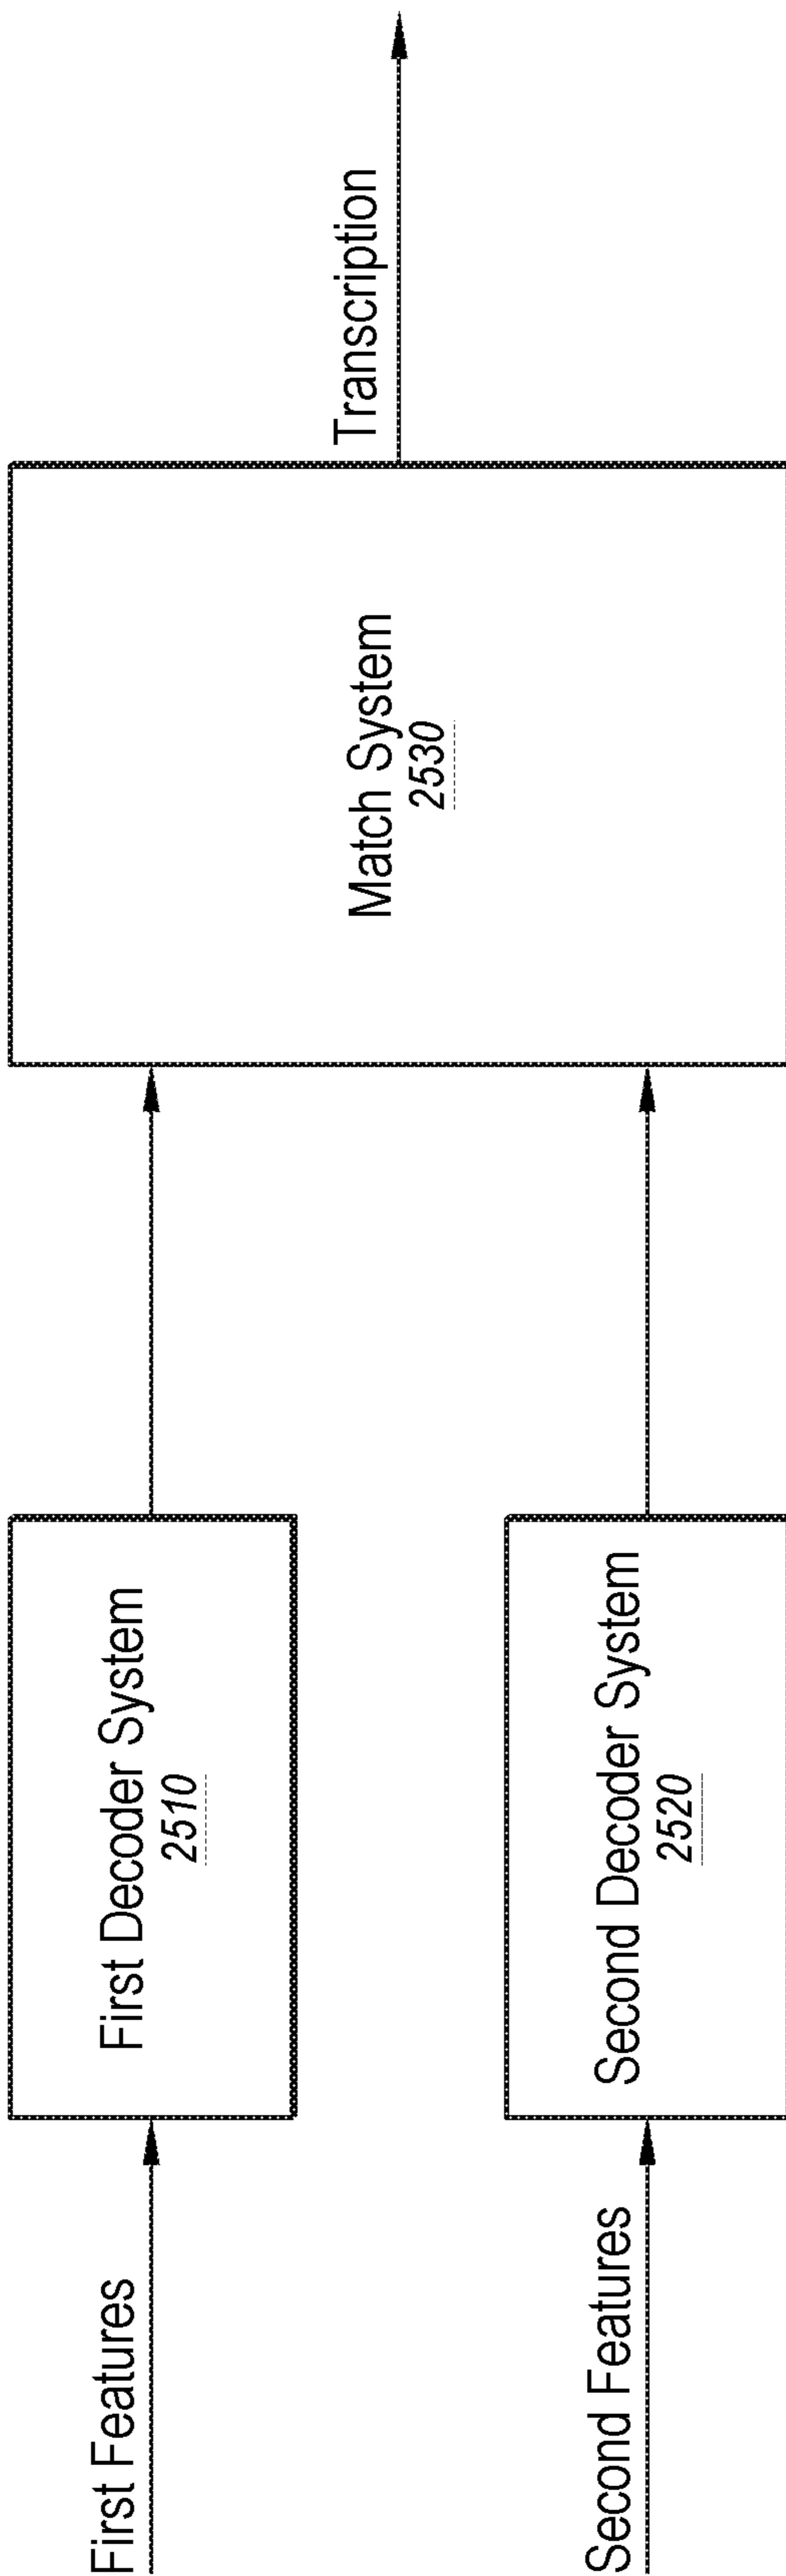 First Features
First Decoder System
2510
Second Features
Second Decoder System
2520
Match System
2530
Transcription